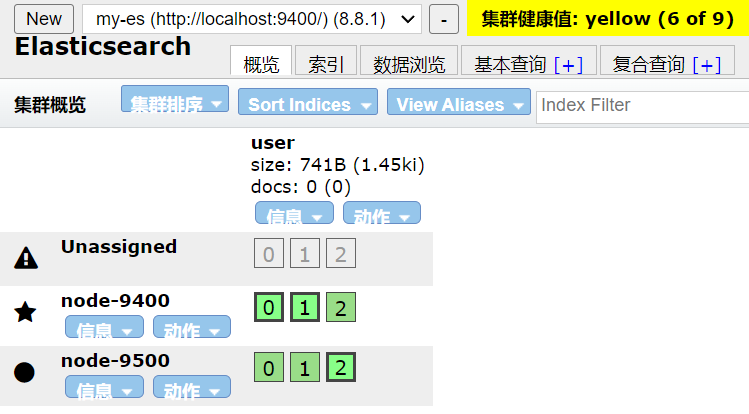 New my-es (http://localhost:9400/) (8.8.1) - 集群健康值: yellow (6 of 9)
Elasticsearch
概览 索引 数据浏览 基本查询 [+] 复合查询 [+]
集群概览 集群排序 Sort Indices View Aliases Index Filter
user
size: 741B (1.45ki)
docs: 0 (0)
信息 动作
Unassigned 0 1 2
node-9400 0 1 2
信息 动作
node-9500 0 1 2
信息 动作